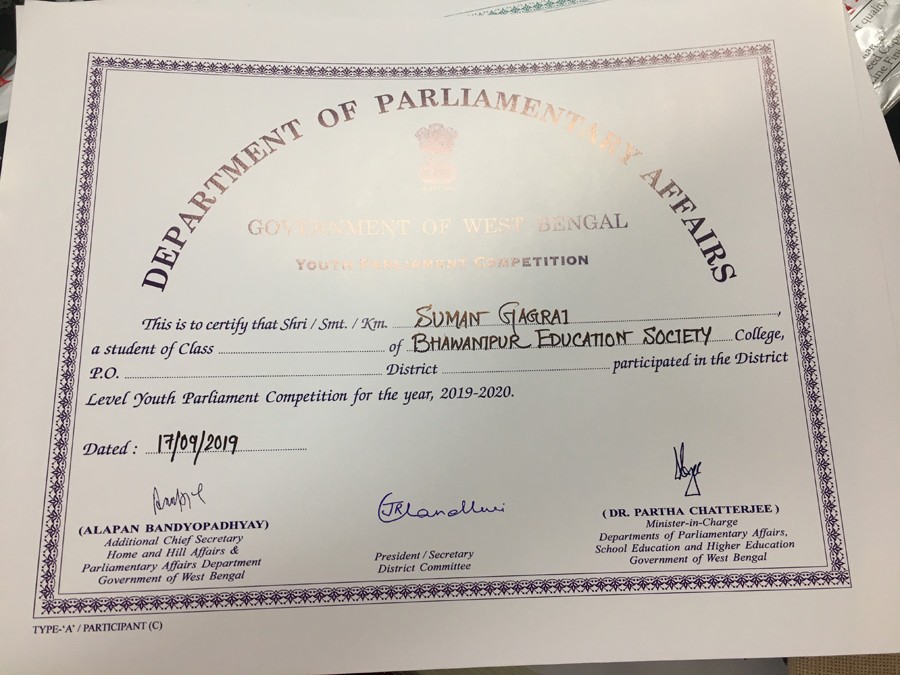 DEPARTMENT OF PARLIAMENTARY AFFAIRS
GOVERNMENT OF WEST BENGAL
YOUTH PARLIAMENT COMPETITION
This is to certify that Shri / Smt. / Km. SUMAN GAGRAI,
a student of Class of BHAWANIPUR EDUCATION SOCIETY College,
P.O. District participated in the District
Level Youth Parliament Competition for the year, 2019-2020.
Dated : 17/09/2019
(ALAPAN BANDYOPADHYAY)
Additional Chief Secretary
Home and Hill Affairs &
Parliamentary Affairs Department
Government of West Bengal
President / Secretary
District Committee
(DR. PARTHA CHATTERJEE)
Minister-in-Charge
Departments of Parliamentary Affairs,
School Education and Higher Education
Government of West Bengal
TYPE-'A' / PARTICIPANT (C)